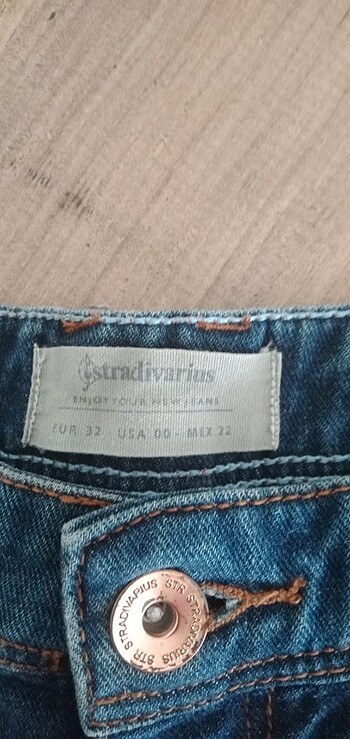 stradivarius
ENJOY YOUR NEW JEANS
EUR 32 - USA 00 - MEX 22
STRADIVARIUS STR STRADIVARIUS STR